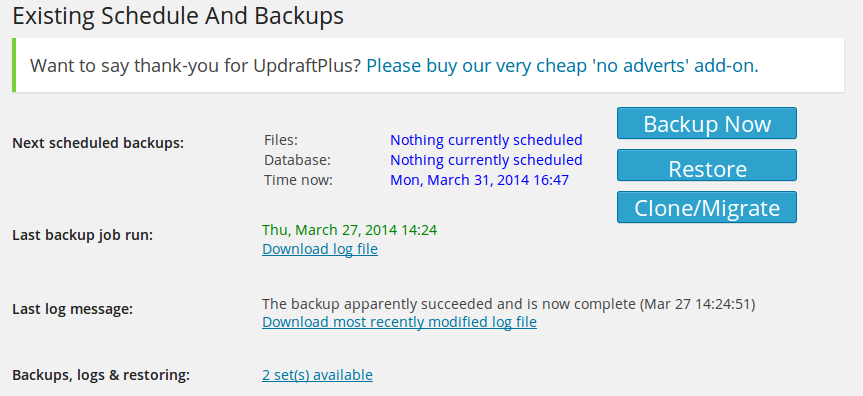 Existing Schedule And Backups
Want to say thank-you for UpdraftPlus? Please buy our very cheap 'no adverts' add-on.
Next scheduled backups:
Files: Nothing currently scheduled
Database: Nothing currently scheduled
Time now: Mon, March 31, 2014 16:47
Backup Now
Restore
Clone/Migrate
Last backup job run: Thu, March 27, 2014 14:24
Download log file
Last log message: The backup apparently succeeded and is now complete (Mar 27 14:24:51)
Download most recently modified log file
Backups, logs & restoring: 2 set(s) available